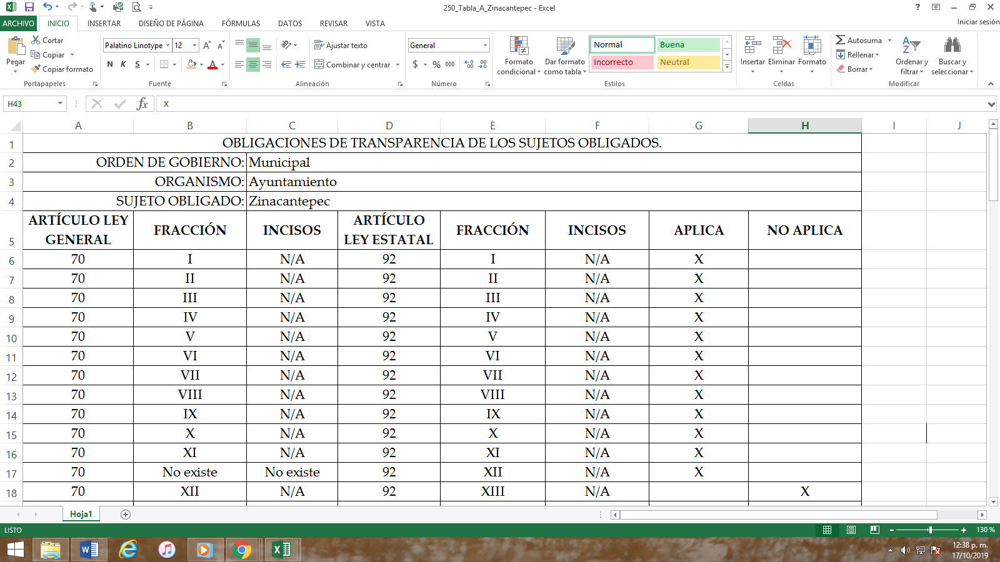 250_Tabla_A_Zinacantepec - Excel
?
ARCHIVO INICIO INSERTAR DISEÑO DE PÁGINA FÓRMULAS DATOS REVISAR VISTA Iniciar sesión
Pegar
Cortar
Copiar
Copiar formato
Portapapeles
Palatino Linotype 12
N K S
Fuente
Ajustar texto
Combinar y centrar
Alineación
General
$ % 000
Número
Formato condicional
Dar formato como tabla
Normal Buena
Incorrecto Neutral
Estilos
Insertar Eliminar Formato
Celdas
Autosuma
Rellenar
Borrar
Ordenar y filtrar
Buscar y seleccionar
Modificar
H43 fx X
A B C D E F G H I J
1 OBLIGACIONES DE TRANSPARENCIA DE LOS SUJETOS OBLIGADOS.
2 ORDEN DE GOBIERNO: Municipal
3 ORGANISMO: Ayuntamiento
4 SUJETO OBLIGADO: Zinacantepec
5 ARTÍCULO LEY GENERAL FRACCIÓN INCISOS ARTÍCULO LEY ESTATAL FRACCIÓN INCISOS APLICA NO APLICA
6 70 I N/A 92 I N/A X
7 70 II N/A 92 II N/A X
8 70 III N/A 92 III N/A X
9 70 IV N/A 92 IV N/A X
10 70 V N/A 92 V N/A X
11 70 VI N/A 92 VI N/A X
12 70 VII N/A 92 VII N/A X
13 70 VIII N/A 92 VIII N/A X
14 70 IX N/A 92 IX N/A X
15 70 X N/A 92 X N/A X
16 70 XI N/A 92 XI N/A X
17 70 No existe No existe 92 XII N/A X
18 70 XII N/A 92 XIII N/A X
Hoja1
LISTO 130 %
12:38 p. m.
17/10/2019